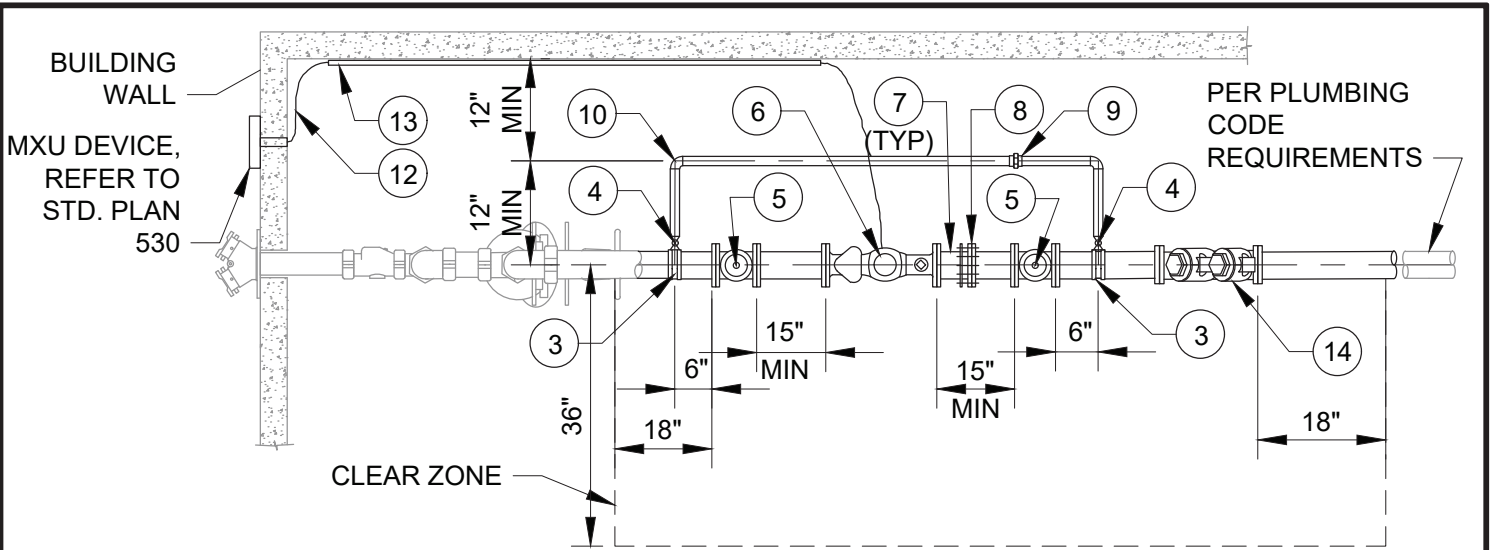 BUILDING
WALL
MXU DEVICE,
REFER TO
STD. PLAN
530
13
12
12"
MIN
12"
MIN
10
4
5
6
7
(TYP)
8
9
PER PLUMBING
CODE
REQUIREMENTS
4
5
3
6"
15"
MIN
15"
MIN
6"
3
14
36"
18"
18"
CLEAR ZONE